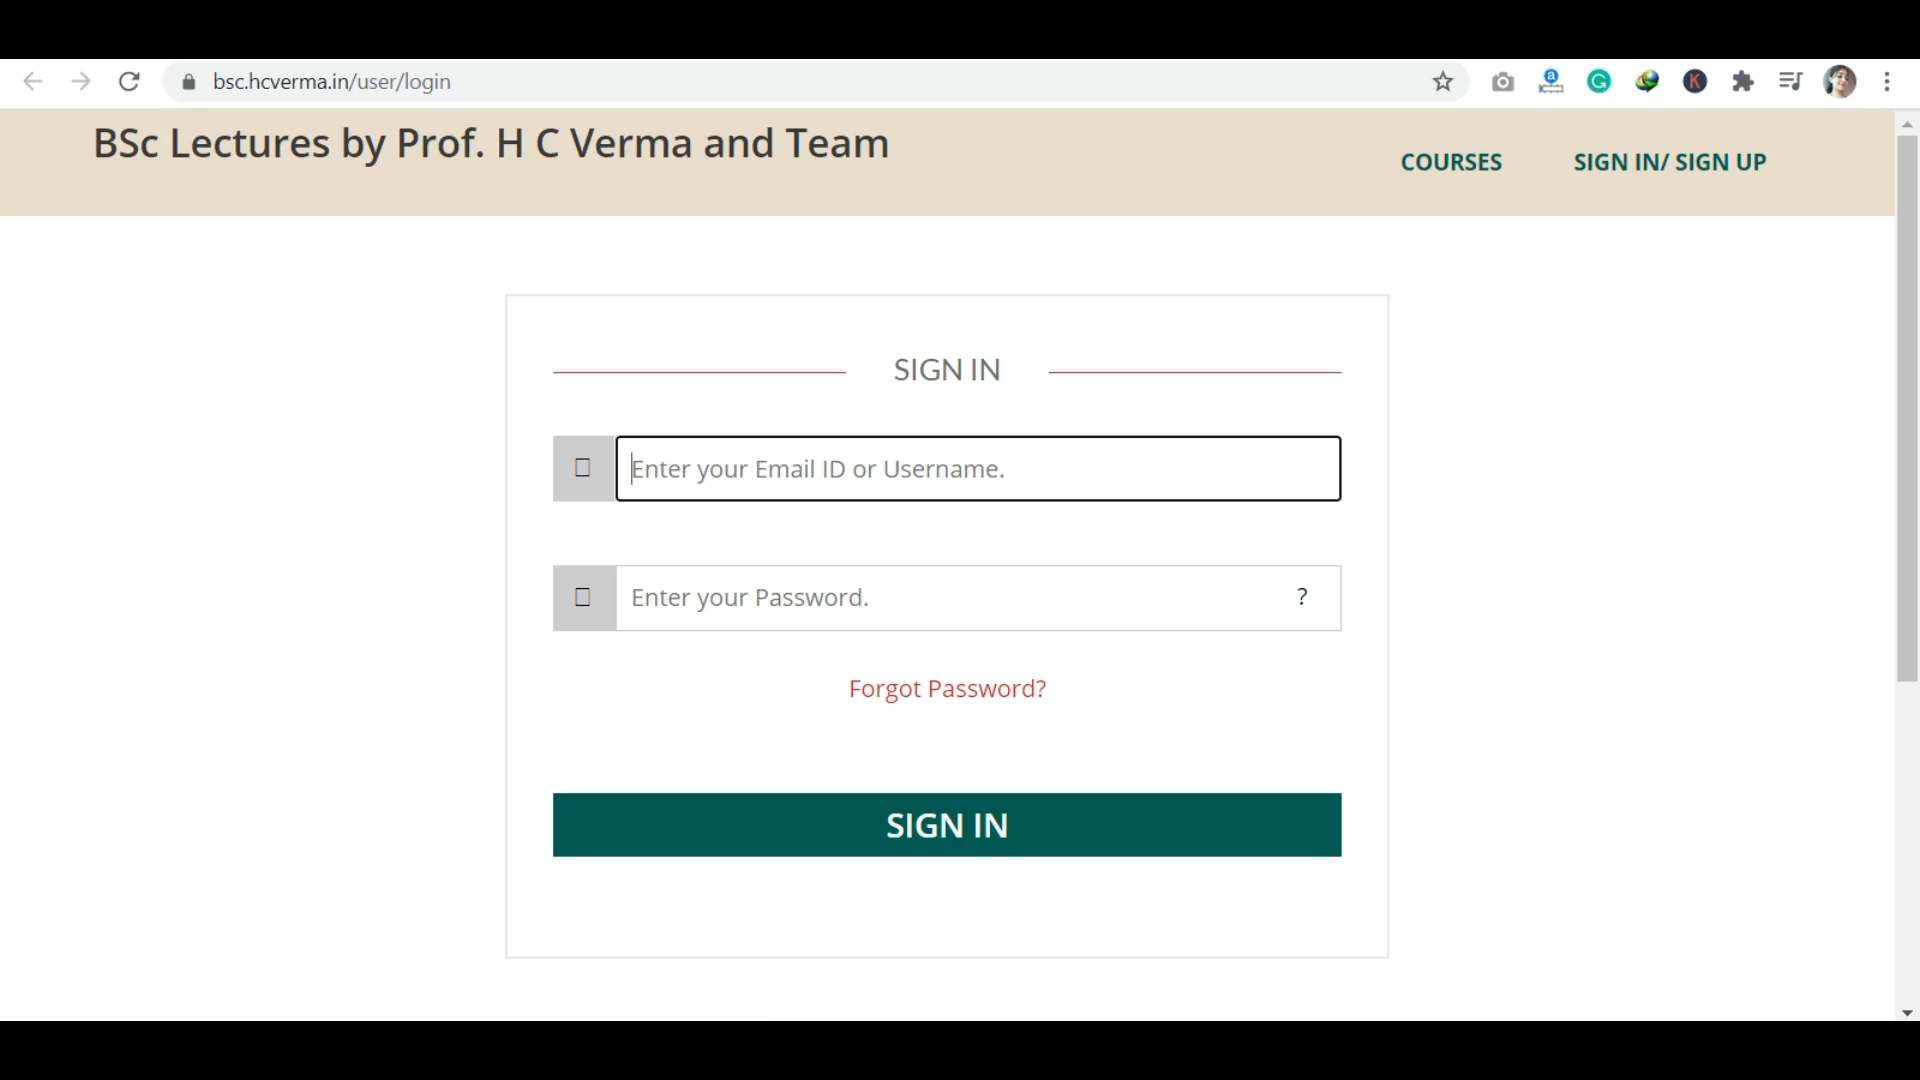 bsc.hcverma.in/user/login
BSc Lectures by Prof. H C Verma and Team
COURSES
SIGN IN/ SIGN UP
SIGN IN
Enter your Email ID or Username.
Enter your Password.
?
Forgot Password?
SIGN IN